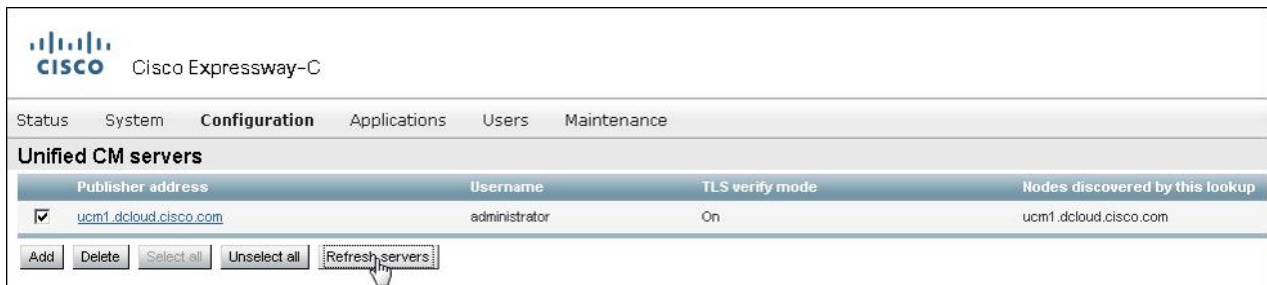 CISCO Cisco Expressway-C
Status System Configuration Applications Users Maintenance
Unified CM servers
Publisher address Username TLS verify mode Nodes discovered by this lookup
ucm1.dcloud.cisco.com administrator On ucm1.dcloud.cisco.com
Add Delete Select all Unselect all Refresh servers